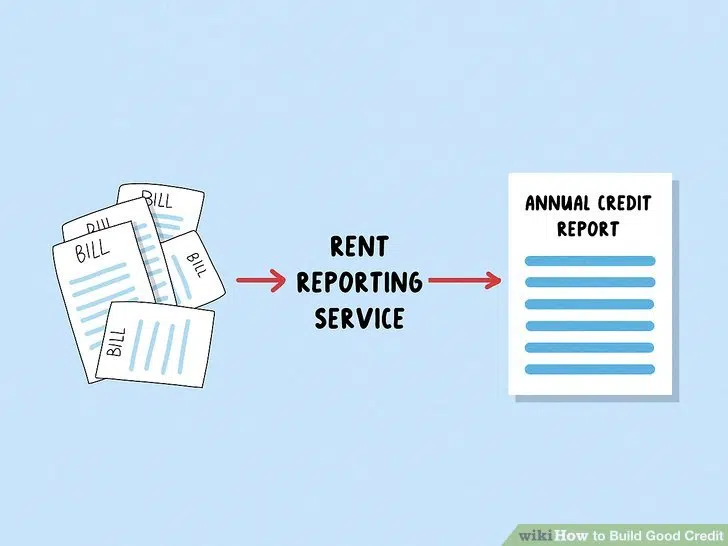 BILL
BILL
BILL
BILL
BILL
RENT
REPORTING
SERVICE
ANNUAL CREDIT
REPORT
wikiHow to Build Good Credit